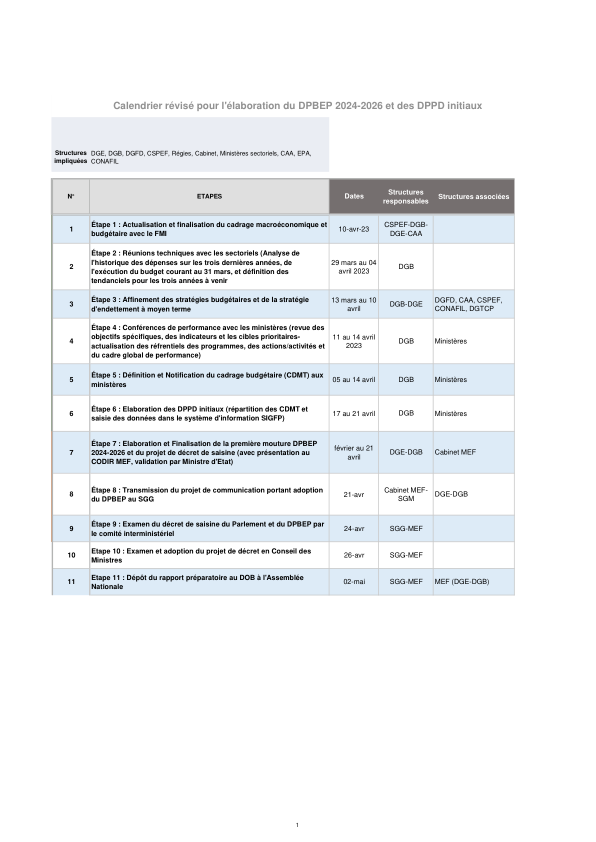 Calendrier révisé pour l'élaboration du DPBEP 2024-2026 et des DPPD initiaux
Structures impliquées DGE, DGB, DGFD, CSPEF, Régies, Cabinet, Ministères sectoriels, CAA, EPA,
CONAFIL
N° ETAPES Dates Structures responsables Structures associées
1
Étape 1 : Actualisation et finalisation du cadrage macroéconomique et
budgétaire avec le FMI
10-avr-23
CSPEF-DGB-
DGE-CAA
2
Étape 2 : Réunions techniques avec les sectoriels (Analyse de
l'historique des dépenses sur les trois dernières années, de
l'exécution du budget courant au 31 mars, et définition des
tendanciels pour les trois années à venir
29 mars au 04
avril 2023
DGB
3
Étape 3 : Affinement des stratégies budgétaires et de la stratégie
d'endettement à moyen terme
13 mars au 10
avril
DGB-DGE
DGFD, CAA, CSPEF,
CONAFIL, DGTCP
4
Étape 4 : Conférences de performance avec les ministères (revue des
objectifs spécifiques, des indicateurs et les cibles prioritaires-
actualisation des réfrentiels des programmes, des actions/activités et
du cadre global de performance)
11 au 14 avril
2023
DGB
Ministères
5
Étape 5 : Définition et Notification du cadrage budgétaire (CDMT) aux
ministères
05 au 14 avril
DGB
Ministères
6
Étape 6 : Elaboration des DPPD initiaux (répartition des CDMT et
saisie des données dans le système d'information SIGFP)
17 au 21 avril
DGB
Ministères
7
Étape 7 : Elaboration et Finalisation de la première mouture DPBEP
2024-2026 et du projet de décret de saisine (avec présentation au
CODIR MEF, validation par Ministre d'Etat)
février au 21
avril
DGE-DGB
Cabinet MEF
8
Étape 8 : Transmission du projet de communication portant adoption
du DPBEP au SGG
21-avr
Cabinet MEF-
SGM
DGE-DGB
9
Étape 9 : Examen du décret de saisine du Parlement et du DPBEP par
le comité interministériel
24-avr
SGG-MEF
10
Etape 10 : Examen et adoption du projet de décret en Conseil des
Ministres
26-avr
SGG-MEF
11
Etape 11 : Dépôt du rapport préparatoire au DOB à l'Assemblée
Nationale
02-mai
SGG-MEF
MEF (DGE-DGB)
1